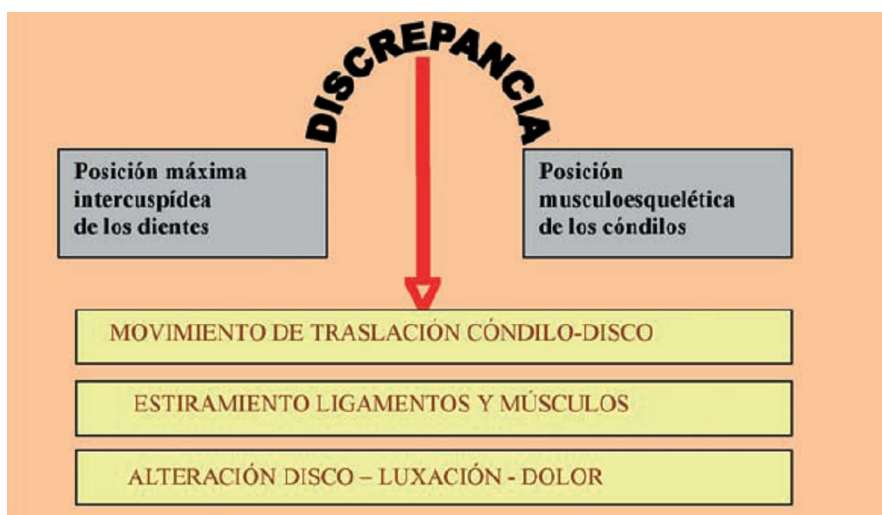 DISCREPANCIA
Posición máxima
intercuspídea
de los dientes
Posición
musculoesquelética
de los cóndilos
MOVIMIENTO DE TRASLACIÓN CÓNDILO-DISCO
ESTIRAMIENTO LIGAMENTOS Y MÚSCULOS
ALTERACIÓN DISCO – LUXACIÓN - DOLOR